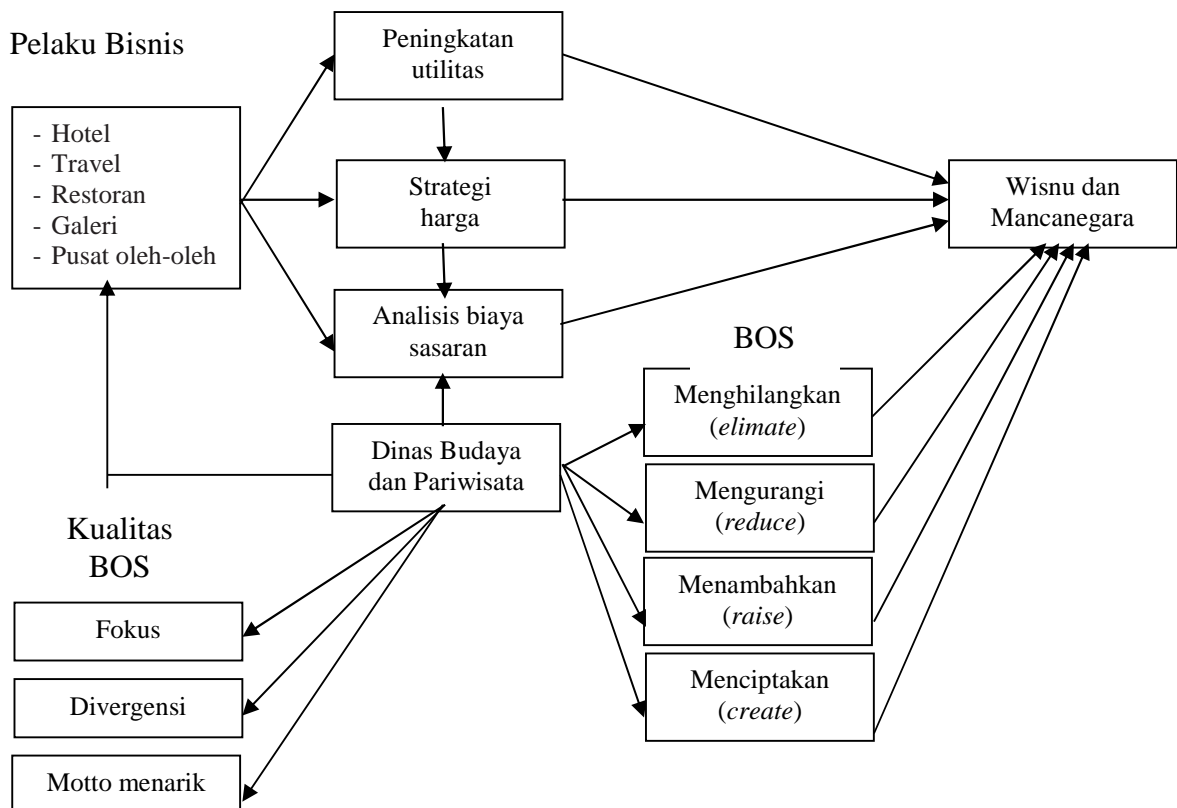 Pelaku Bisnis
- Hotel
- Travel
- Restoran
- Galeri
- Pusat oleh-oleh
Peningkatan
utilitas
Strategi
harga
Analisis biaya
sasaran
Wisnu dan
Mancanegara
Dinas Budaya
dan Pariwisata
BOS
Menghilangkan
(elimate)
Mengurangi
(reduce)
Menambahkan
(raise)
Menciptakan
(create)
Kualitas
BOS
Fokus
Divergensi
Motto menarik